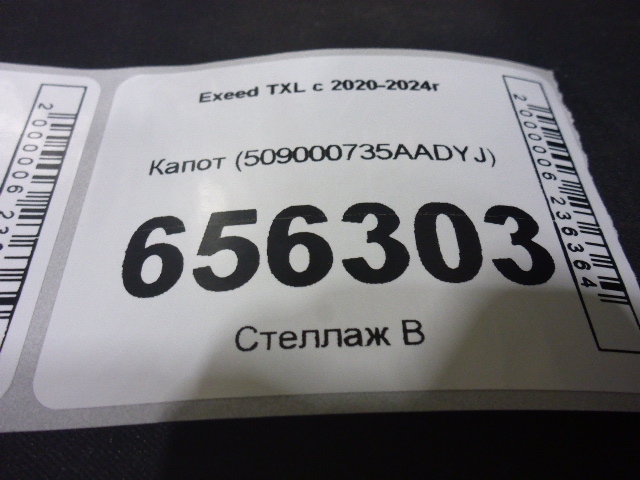 Exeed TXL с 2020-2024г
Капот (509000735AADYJ)
656303
Стеллаж В
2000006236364